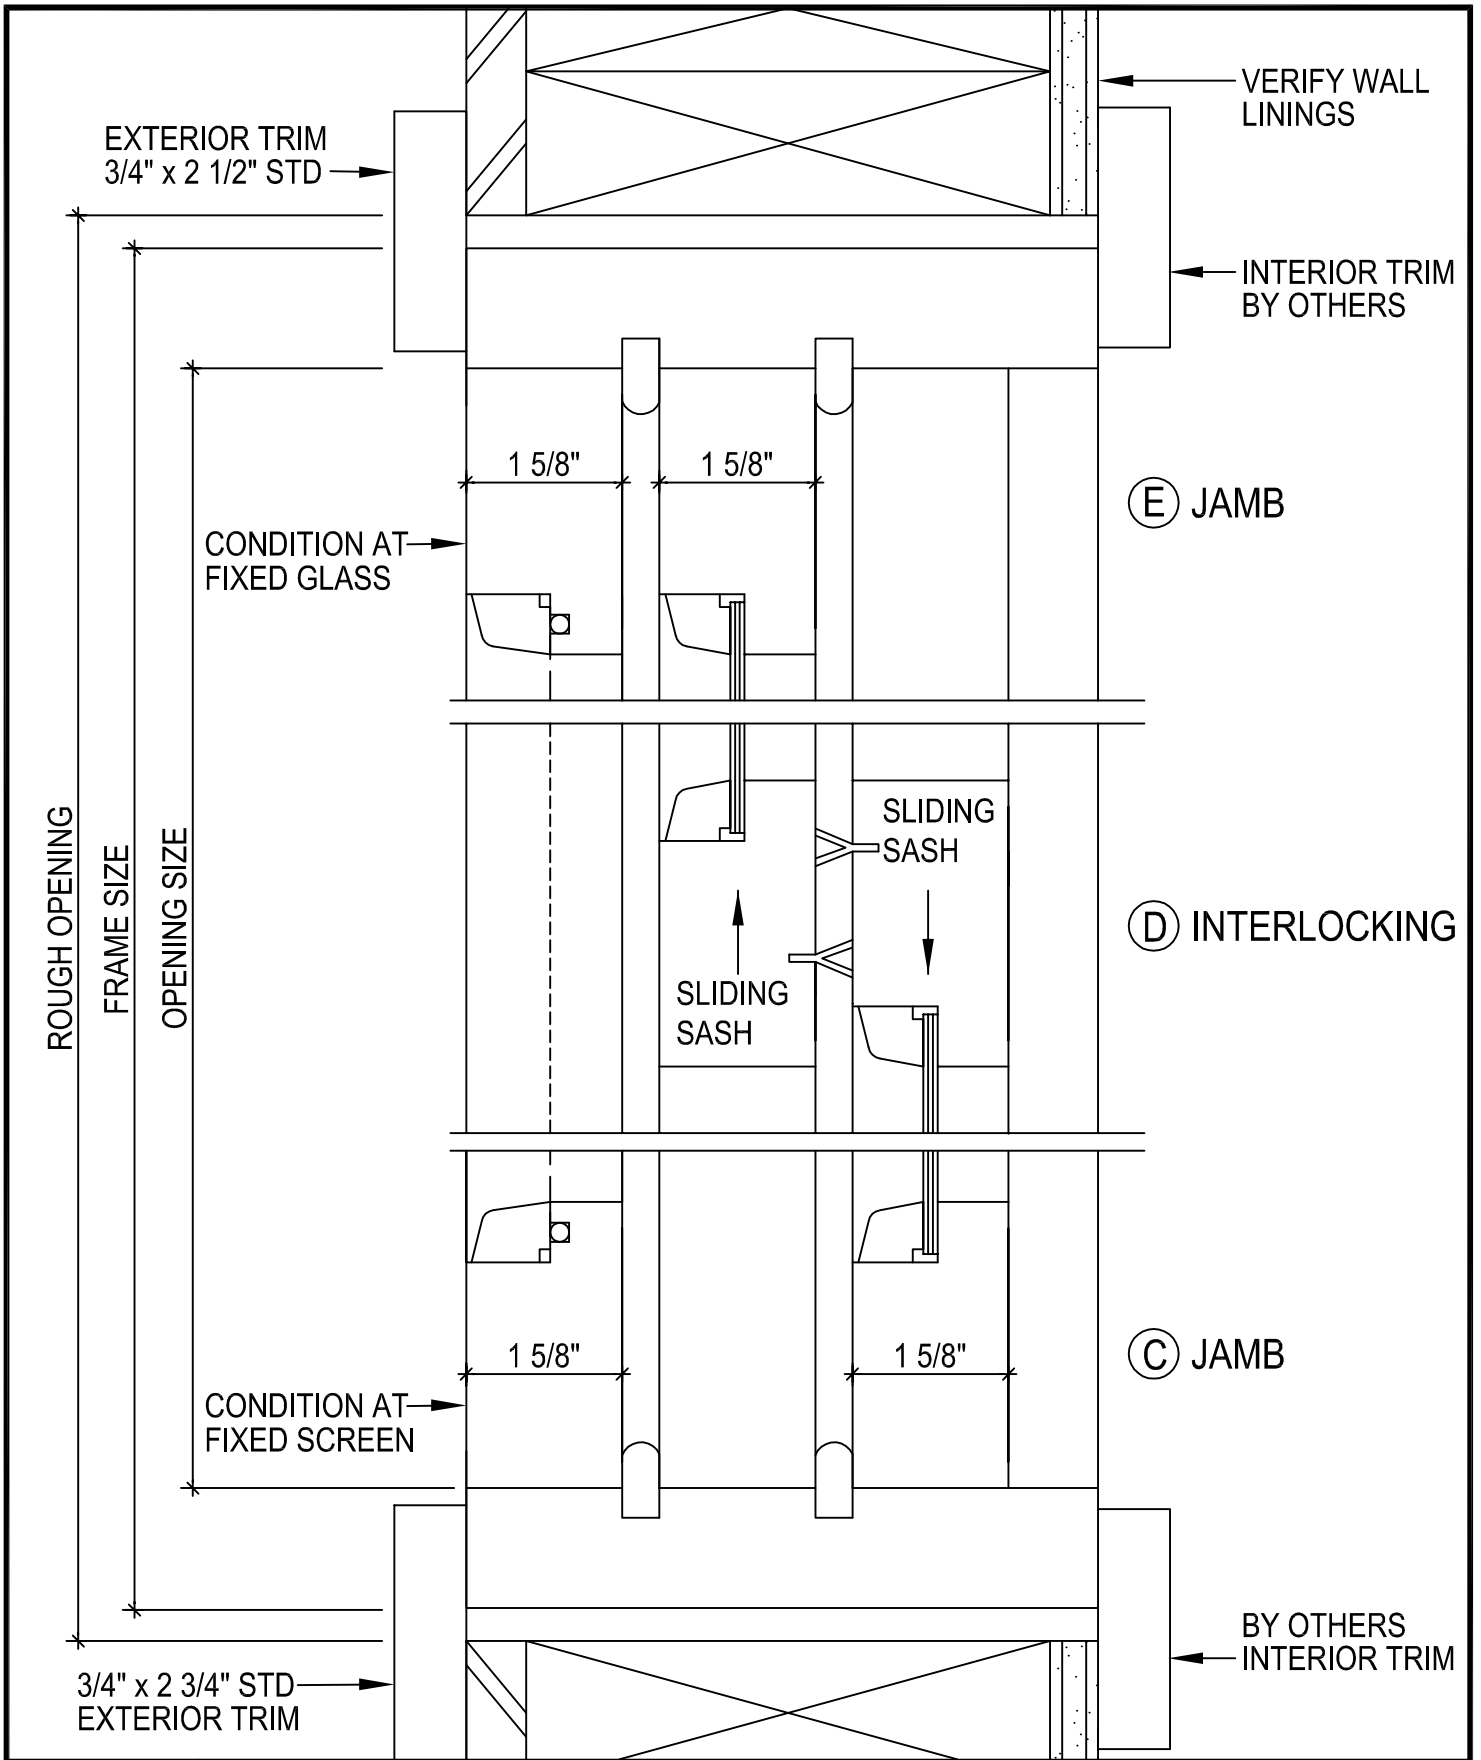 VERIFY WALL
LININGS
EXTERIOR TRIM
3/4" x 2 1/2" STD
INTERIOR TRIM
BY OTHERS
1 5/8"
1 5/8"
E JAMB
CONDITION AT
FIXED GLASS
ROUGH OPENING
FRAME SIZE
OPENING SIZE
SLIDING
SASH
D INTERLOCKING
SLIDING
SASH
1 5/8"
1 5/8"
C JAMB
CONDITION AT
FIXED SCREEN
BY OTHERS
INTERIOR TRIM
3/4" x 2 3/4" STD
EXTERIOR TRIM